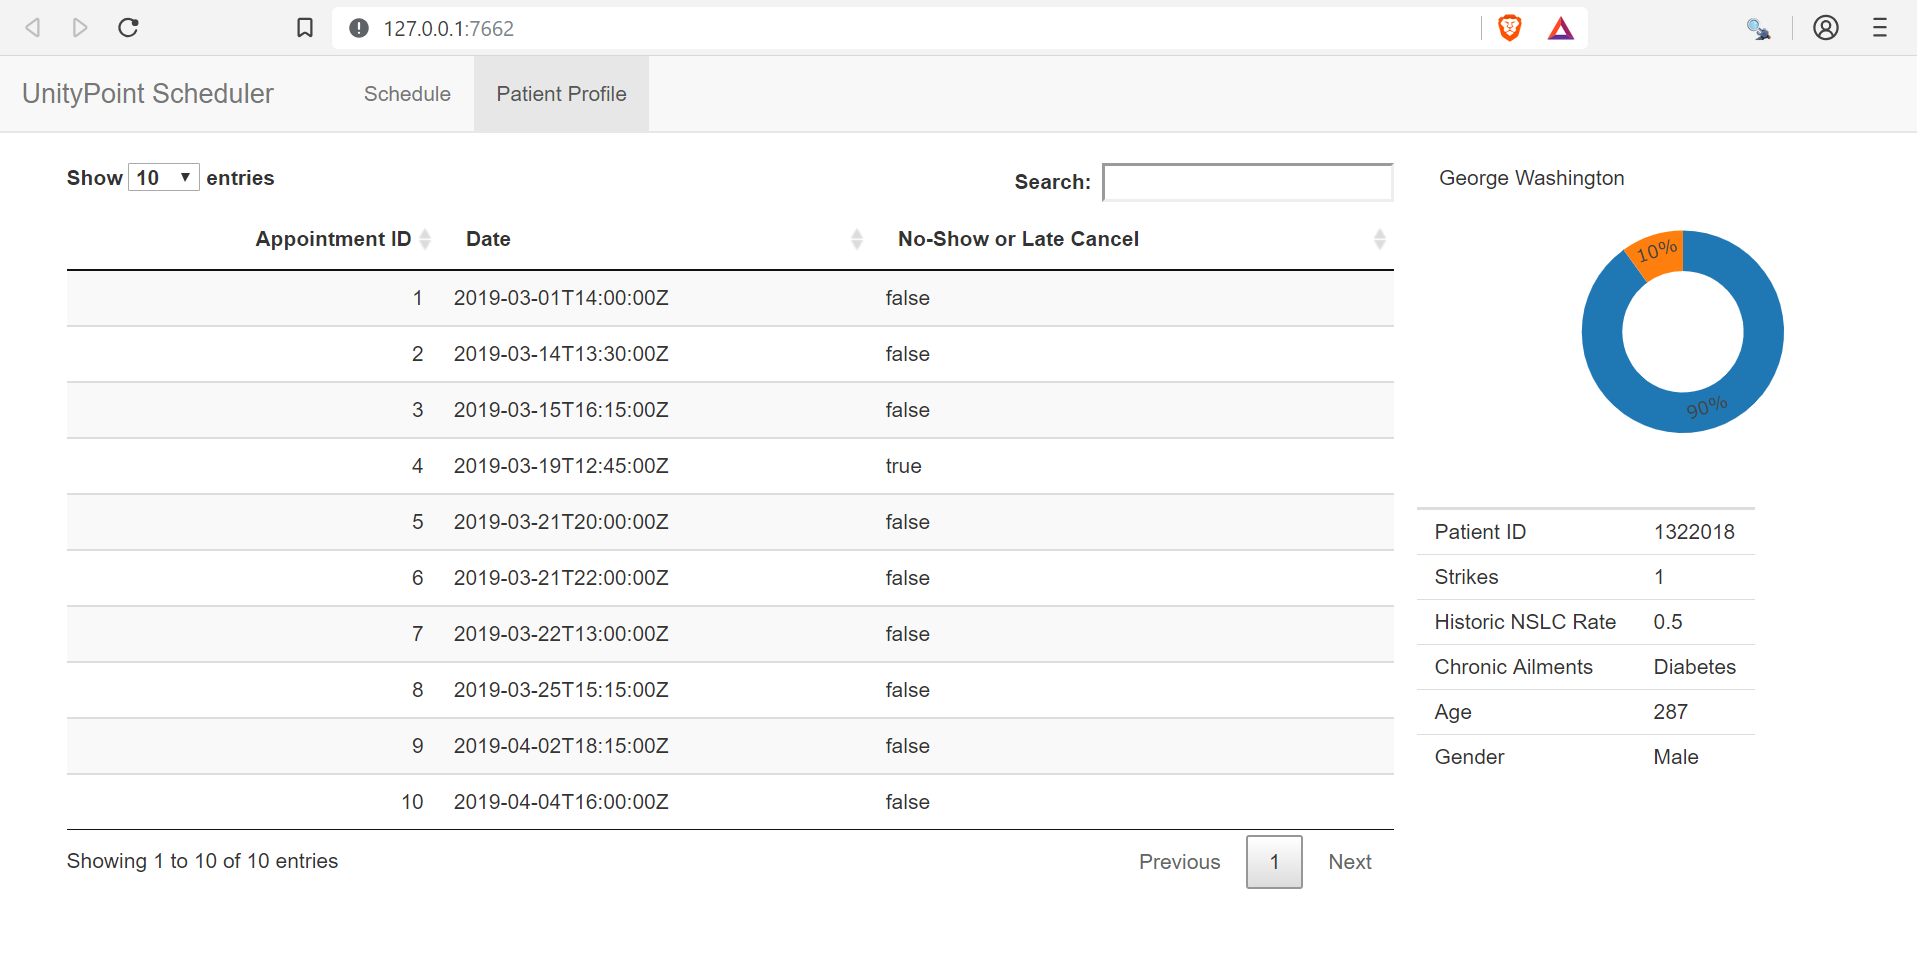 127.0.0.1:7662
UnityPoint Scheduler Schedule Patient Profile
Show 10 entries Search:
Appointment ID Date No-Show or Late Cancel
1 2019-03-01T14:00:00Z false
2 2019-03-14T13:30:00Z false
3 2019-03-15T16:15:00Z false
4 2019-03-19T12:45:00Z true
5 2019-03-21T20:00:00Z false
6 2019-03-21T22:00:00Z false
7 2019-03-22T13:00:00Z false
8 2019-03-25T15:15:00Z false
9 2019-04-02T18:15:00Z false
10 2019-04-04T16:00:00Z false
Showing 1 to 10 of 10 entries Previous 1 Next
George Washington
10%
90%
Patient ID 1322018
Strikes 1
Historic NSLC Rate 0.5
Chronic Ailments Diabetes
Age 287
Gender Male